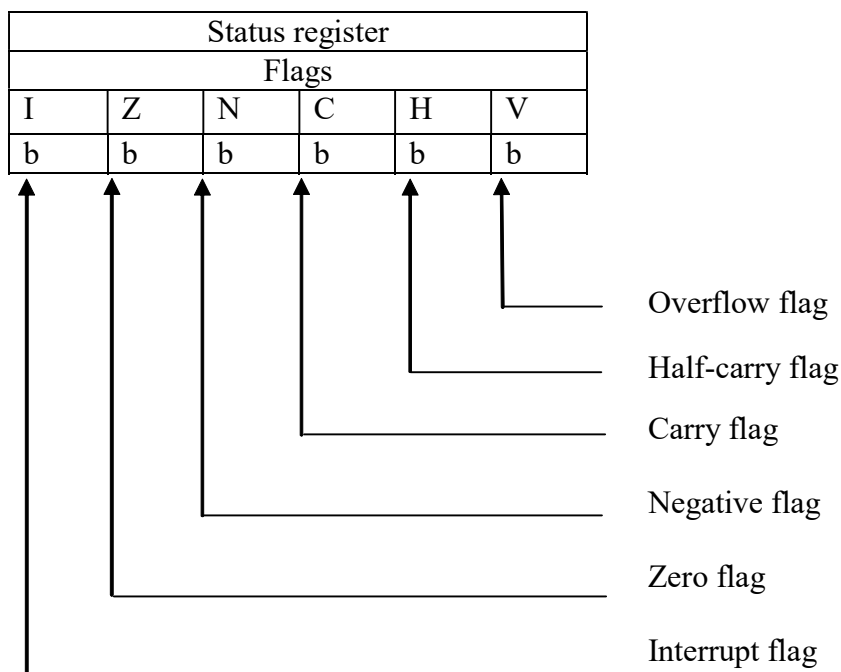 Status register
Flags
I Z N C H V
b b b b b b
Overflow flag
Half-carry flag
Carry flag
Negative flag
Zero flag
Interrupt flag